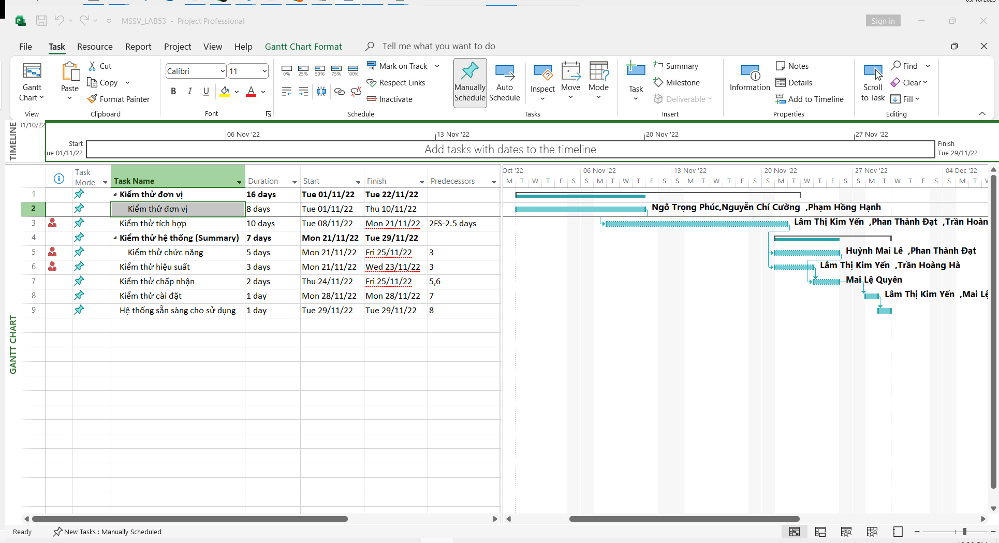 MSSV_LAB53 - Project Professional
Sign in
File Task Resource Report Project View Help Gantt Chart Format Tell me what you want to do
Gantt Chart
View
Paste
Cut
Copy
Format Painter
Clipboard
Calibri 11
B I U A
Font
0% 25% 50% 75% 100%
Mark on Track
Respect Links
Inactivate
Schedule
Manually Schedule
Auto Schedule
Inspect
Move
Mode
Tasks
Task
Summary
Milestone
Deliverable
Insert
Information
Notes
Details
Add to Timeline
Properties
Scroll to Task
Find
Clear
Fill
Editing
TIMELINE
31/10/22
06 Nov '22 13 Nov '22 20 Nov '22 27 Nov '22
Start
Tue 01/11/22
Add tasks with dates to the timeline
Finish
Tue 29/11/22
GANTT CHART
Task Mode Task Name Duration Start Finish Predecessors
1 Kiểm thử đơn vị 16 days Tue 01/11/22 Tue 22/11/22
2 Kiểm thử đơn vị 8 days Tue 01/11/22 Thu 10/11/22
3 Kiểm thử tích hợp 10 days Tue 08/11/22 Mon 21/11/22 2FS-2.5 days
4 Kiểm thử hệ thống (Summary) 7 days Mon 21/11/22 Tue 29/11/22
5 Kiểm thử chức năng 5 days Mon 21/11/22 Fri 25/11/22 3
6 Kiểm thử hiệu suất 3 days Mon 21/11/22 Wed 23/11/22 3
7 Kiểm thử chấp nhận 2 days Thu 24/11/22 Fri 25/11/22 5,6
8 Kiểm thử cài đặt 1 day Mon 28/11/22 Mon 28/11/22 7
9 Hệ thống sẵn sàng cho sử dụng 1 day Tue 29/11/22 Tue 29/11/22 8
Oct '22 06 Nov '22 13 Nov '22 20 Nov '22 27 Nov '22 04 Dec '22
M T W T F S S M T W T F S S M T W T F S S M T W T F S S M T W T F S S M T W
Ngô Trọng Phúc,Nguyễn Chí Cường ,Phạm Hồng Hạnh
Lâm Thị Kim Yến ,Phan Thành Đạt ,Trần Hoàn
Huỳnh Mai Lê ,Phan Thành Đạt
Lâm Thị Kim Yến ,Trần Hoàng Hà
Mai Lệ Quyên
Lâm Thị Kim Yến ,Mai Lệ
Ready New Tasks : Manually Scheduled